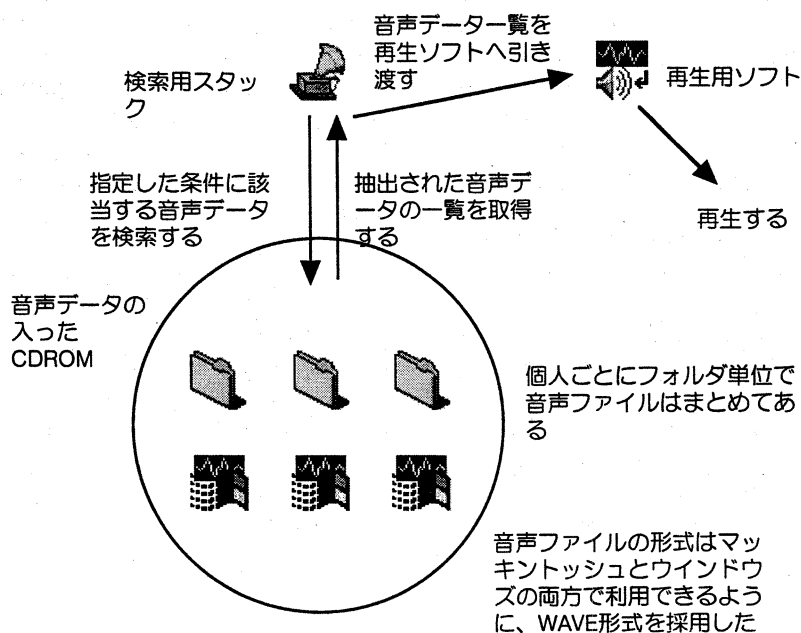 音声データ一覧を
再生ソフトへ引き
渡す
検索用スタッ
ク
再生用ソフト
指定した条件に該
当する音声データ
を検索する
抽出された音声デ
ータの一覧を取得
する
再生する
音声データの
入った
CDROM
個人ごとにフォルダ単位で
音声ファイルはまとめてあ
る
音声ファイルの形式はマッ
キントッシュとウインドウ
ズの両方で利用できるよう
に、WAVE形式を採用した